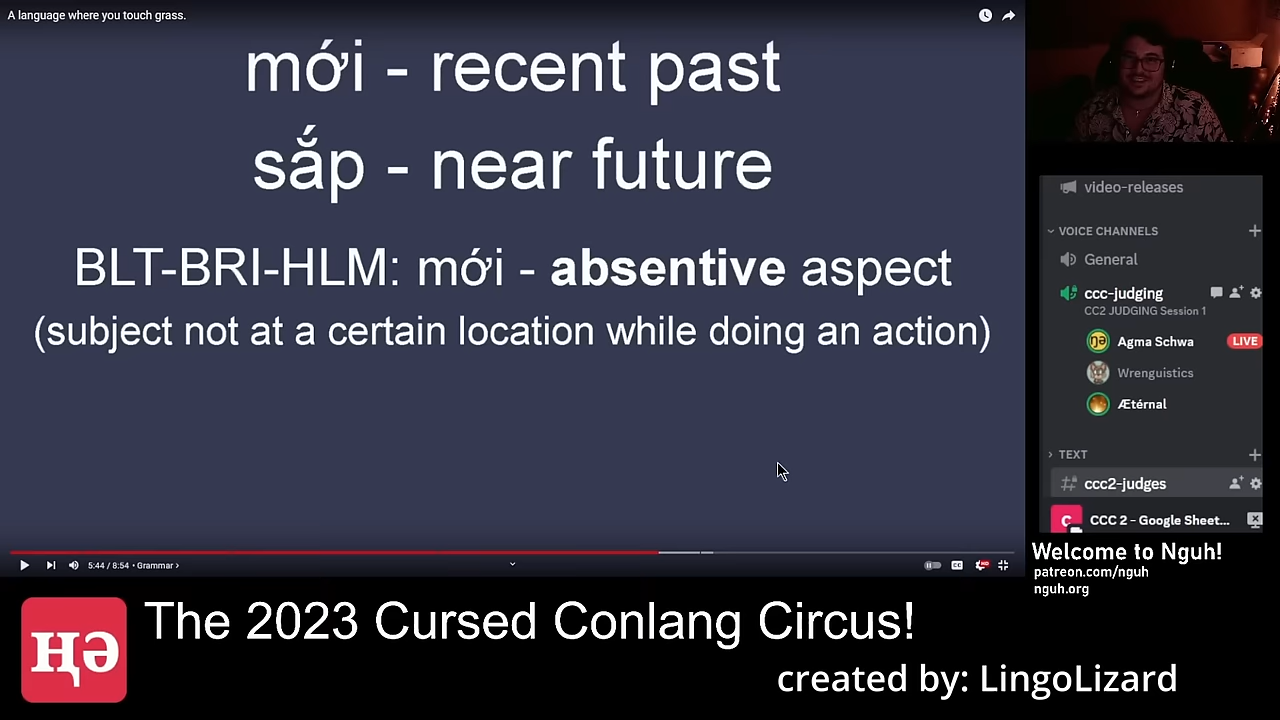 A language where you touch grass.
mới - recent past
sắp - near future
BLT-BRI-HLM: mới - absentive aspect
(subject not at a certain location while doing an action)
5:44 / 8:54 • Grammar ›
video-releases
VOICE CHANNELS
General
ccc-judging
CC2 JUDGING Session 1
Agma Schwa
LIVE
Wrenguistics
Ætérnal
TEXT
ccc2-judges
CCC 2 - Google Sheet...
Welcome to Nguh!
patreon.com/nguh
nguh.org
ңə
The 2023 Cursed Conlang Circus!
created by: LingoLizard